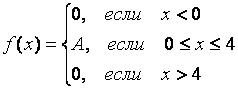 0, если x < 0
f(x) = { A, если 0 ≤ x ≤ 4
0, если x > 4